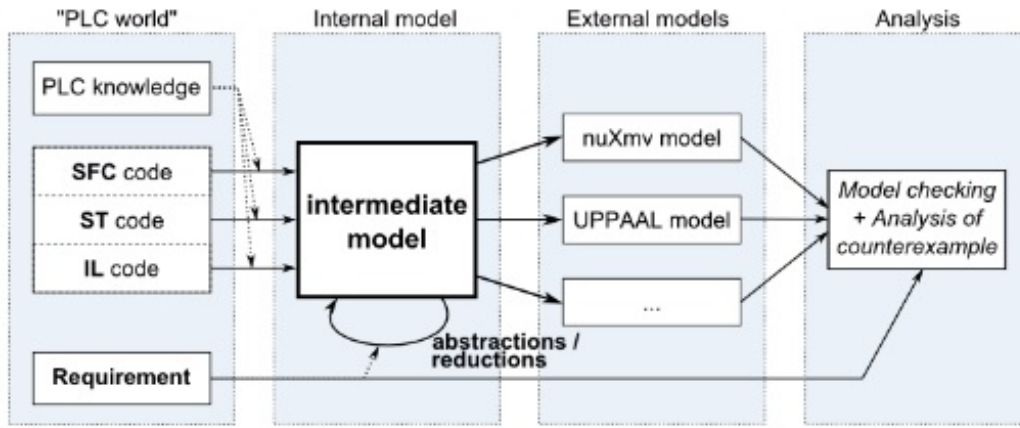 "PLC world"
Internal model
External models
Analysis
PLC knowledge
SFC code
ST code
IL code
Requirement
intermediate
model
abstractions /
reductions
nuXmv model
UPPAAL model
...
Model checking
+ Analysis of
counterexample